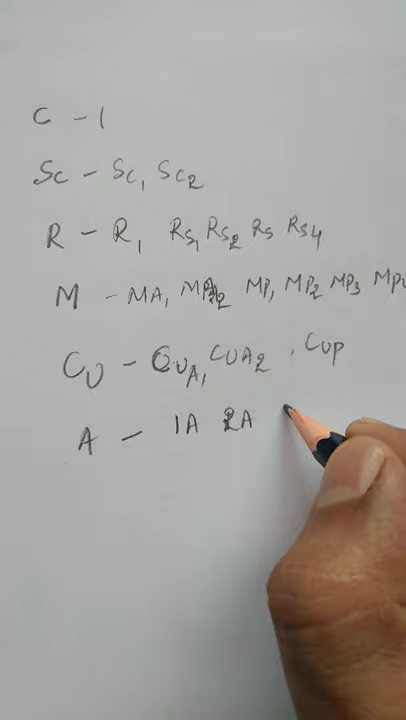 C - 1
Sc - Sc1 Sc2
R - R1 Rs1 Rs2 Rs Rs4
M - MA1 MP1 MP2 MP3
CU - CUA1 CUA2 . CUP
A - 1A 2A